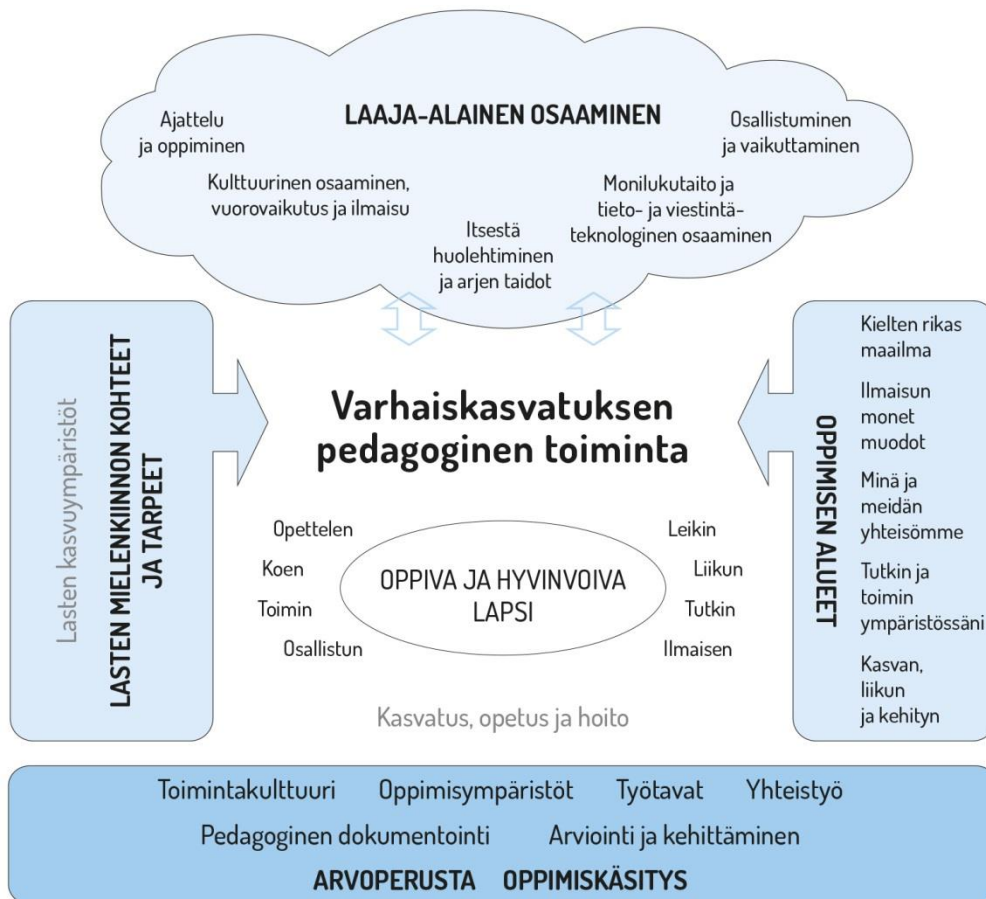 LAAJA-ALAINEN OSAAMINEN
Ajattelu
ja oppiminen
Kulttuurinen osaaminen,
vuorovaikutus ja ilmaisu
Itsestä
huolehtiminen
ja arjen taidot
Monilukutaito ja
tieto- ja viestintä-
teknologinen osaaminen
Osallistuminen
ja vaikuttaminen
Lasten kasvuympäristöt
LASTEN MIELENKIINNON KOHTEET
JA TARPEET
Varhaiskasvatuksen
pedagoginen toiminta
Opettelen
Koen
Toimin
Osallistun
OPPIVA JA HYVINVOIVA
LAPSI
Leikin
Liikun
Tutkin
Ilmaisen
Kasvatus, opetus ja hoito
OPPIMISEN ALUEET
Kielten rikas
maailma
Ilmaisun
monet
muodot
Minä ja
meidän
yhteisömme
Tutkin ja
toimin
ympäristössäni
Kasvan,
liikun
ja kehityn
Toimintakulttuuri Oppimisympäristöt Työtavat Yhteistyö
Pedagoginen dokumentointi Arviointi ja kehittäminen
ARVOPERUSTA OPPIMISKÄSITYS